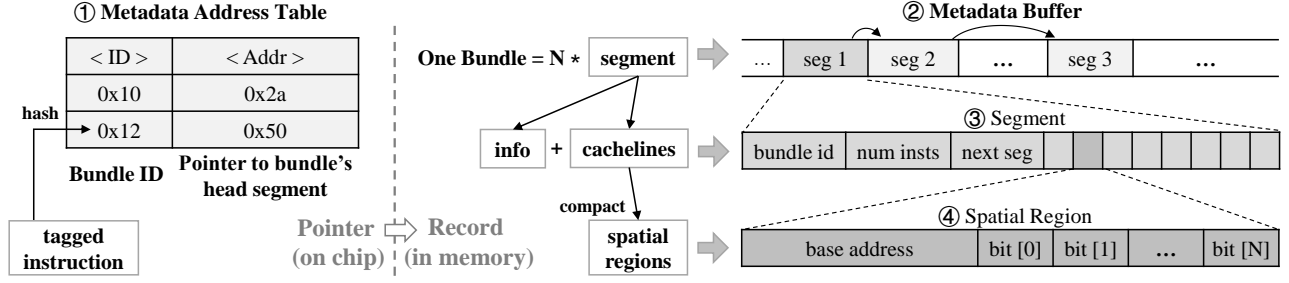 ① Metadata Address Table
< ID > < Addr >
0x10 0x2a
0x12 0x50
hash
Bundle ID
Pointer to bundle's
head segment
tagged
instruction
Pointer
(on chip)
Record
(in memory)
One Bundle = N * segment
info + cachelines
compact
spatial
regions
② Metadata Buffer
... seg 1 seg 2 ... seg 3 ...
③ Segment
bundle id num insts next seg
④ Spatial Region
base address bit [0] bit [1] ... bit [N]